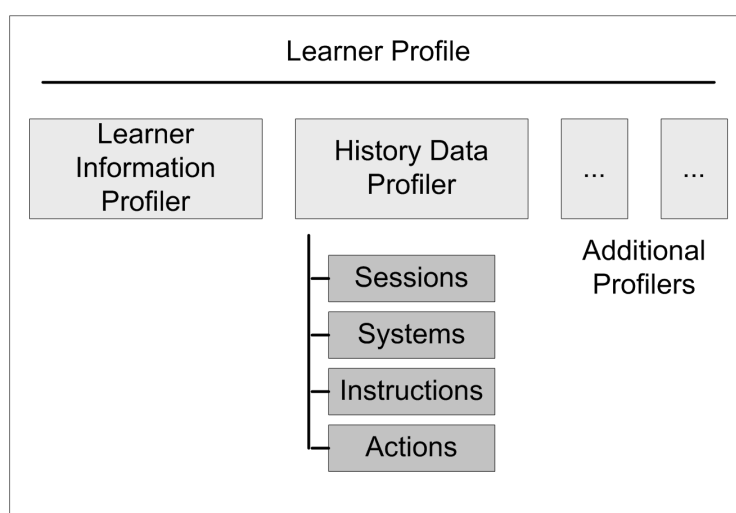 Learner Profile
Learner
Information
Profiler
History Data
Profiler
...
...
Additional
Profilers
Sessions
Systems
Instructions
Actions